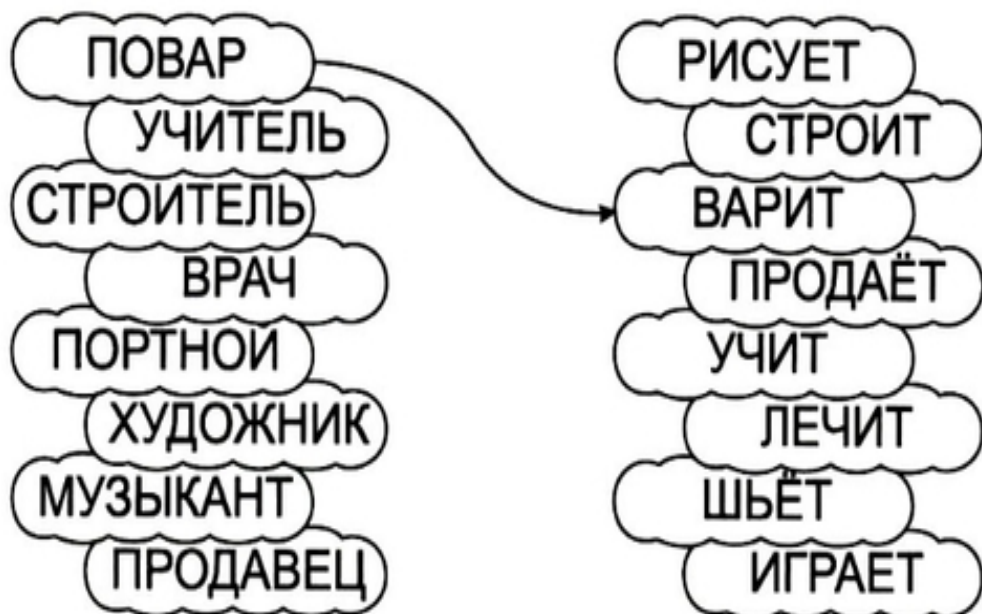 ПОВАР
УЧИТЕЛЬ
СТРОИТЕЛЬ
ВРАЧ
ПОРТНОЙ
ХУДОЖНИК
МУЗЫКАНТ
ПРОДАВЕЦ
РИСУЕТ
СТРОИТ
ВАРИТ
ПРОДАЁТ
УЧИТ
ЛЕЧИТ
ШЬЁТ
ИГРАЕТ